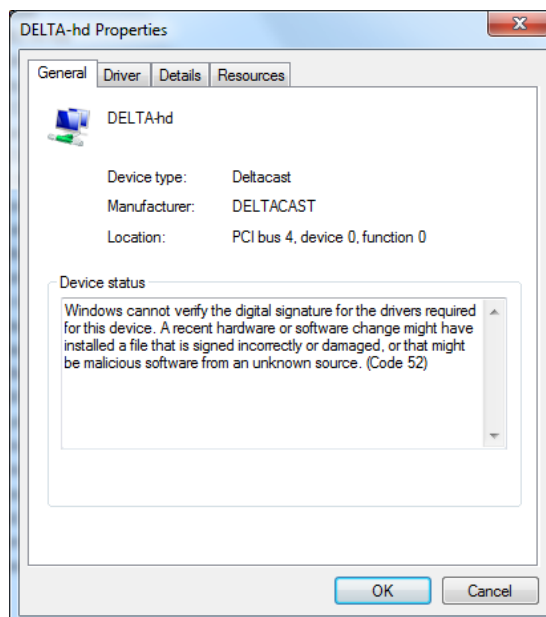 DELTA-hd Properties
General Driver Details Resources
DELTA-hd
Device type: Deltacast
Manufacturer: DELTACAST
Location: PCI bus 4, device 0, function 0
Device status
Windows cannot verify the digital signature for the drivers required
for this device. A recent hardware or software change might have
installed a file that is signed incorrectly or damaged, or that might
be malicious software from an unknown source. (Code 52)
OK Cancel